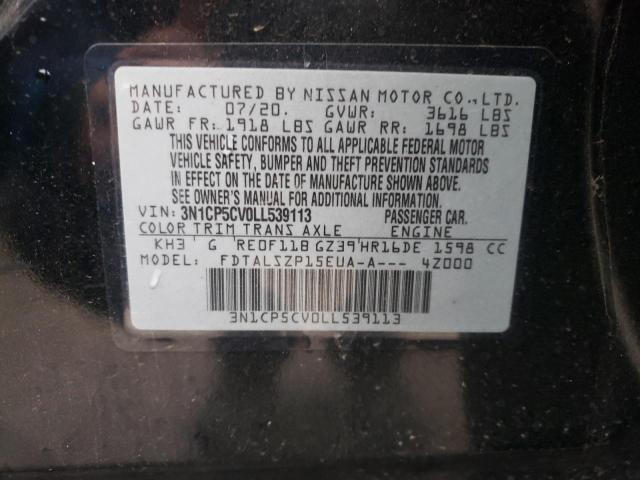 MANUFACTURED BY NISSAN MOTOR CO., LTD.
DATE: 07/20. GVWR: 3616 LBS
GAWR FR: 1918 LBS GAWR RR: 1698 LBS
THIS VEHICLE CONFORMS TO ALL APPLICABLE FEDERAL MOTOR
VEHICLE SAFETY, BUMPER AND THEFT PREVENTION STANDARDS
IN EFFECT ON THE DATE OF MANUFACTURE SHOWN ABOVE.
SEE OWNER'S MANUAL FOR ADDITIONAL INFORMATION.
VIN: 3N1CP5CV0LL539113 PASSENGER CAR.
COLOR TRIM TRANS AXLE ENGINE
KH3 G RE0F11B GZ39 HR16DE 1598 CC
MODEL: FDTALSZP15EUA-A--- 4Z000
3N1CP5CV0LL539113